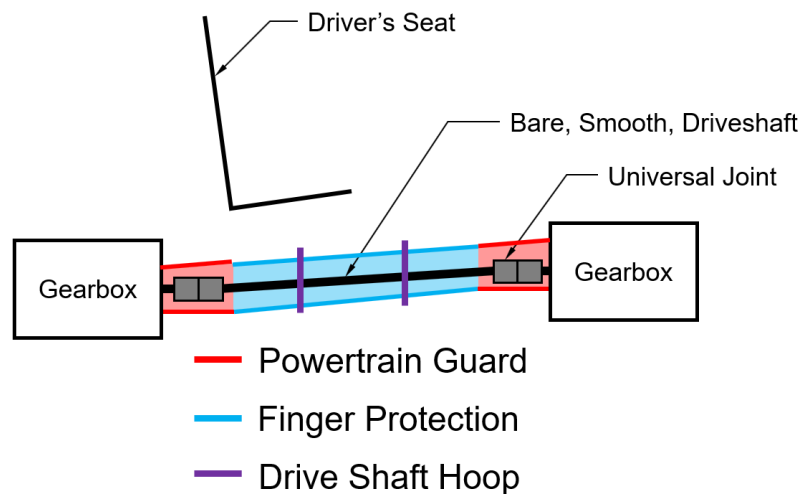 Driver's Seat
Bare, Smooth, Driveshaft
Universal Joint
Gearbox
Gearbox
Powertrain Guard
Finger Protection
Drive Shaft Hoop